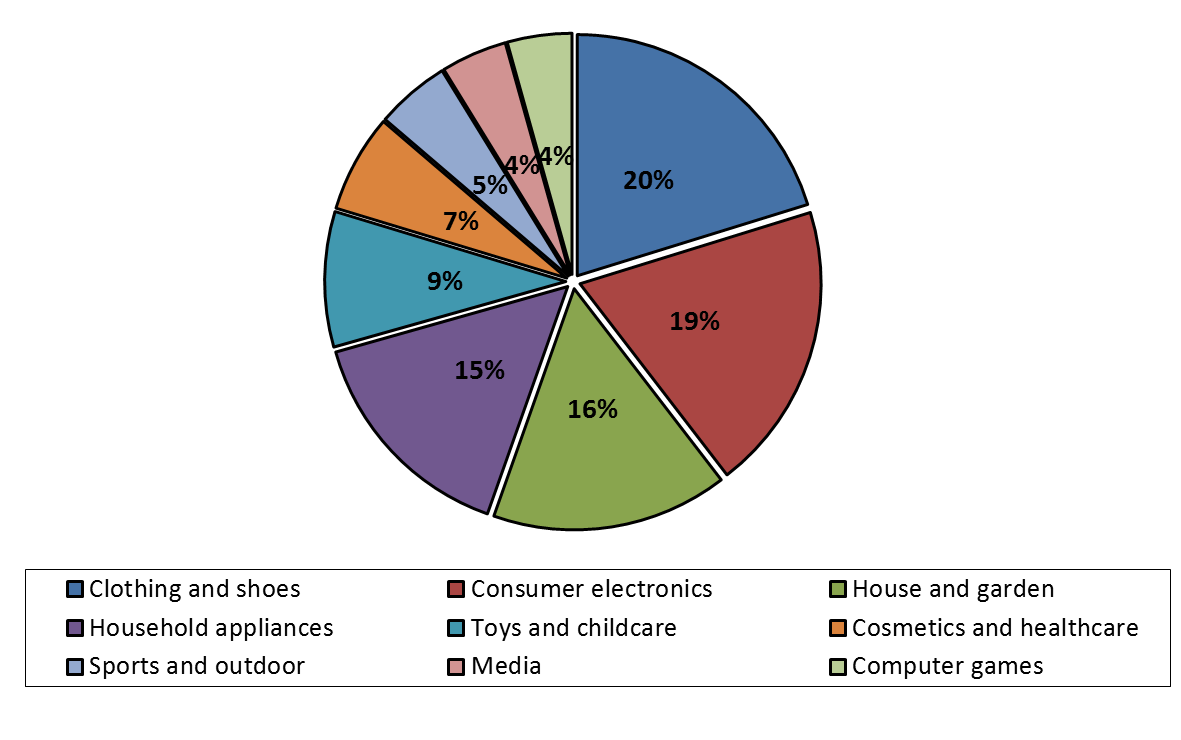 4%
4%
5%
20%
7%
9%
19%
15%
16%
Clothing and shoes
Consumer electronics
House and garden
Household appliances
Toys and childcare
Cosmetics and healthcare
Sports and outdoor
Media
Computer games